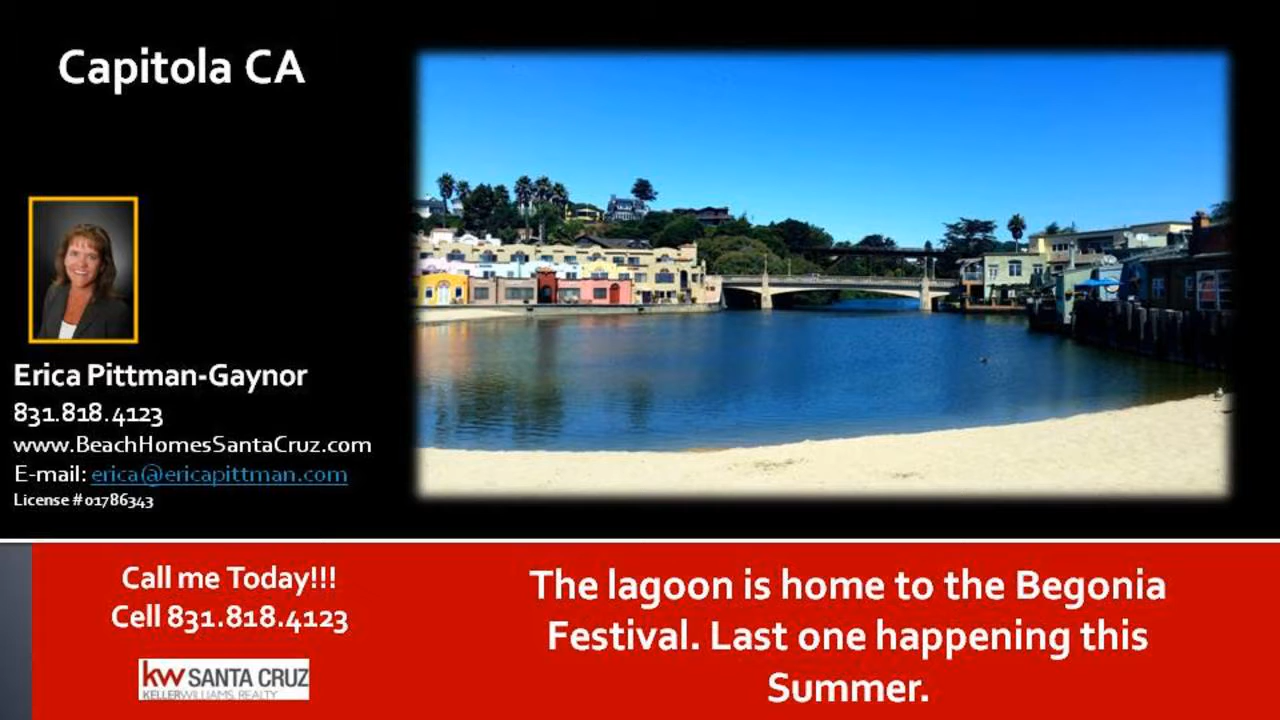 Capitola CA
Erica Pittman-Gaynor
831.818.4123
www.BeachHomesSantaCruz.com
E-mail: erica@ericapittman.com
License #01786343
Call me Today!!!
Cell 831.818.4123
kw SANTA CRUZ
KELLERWILLIAMS. REALTY
The lagoon is home to the Begonia
Festival. Last one happening this
Summer.